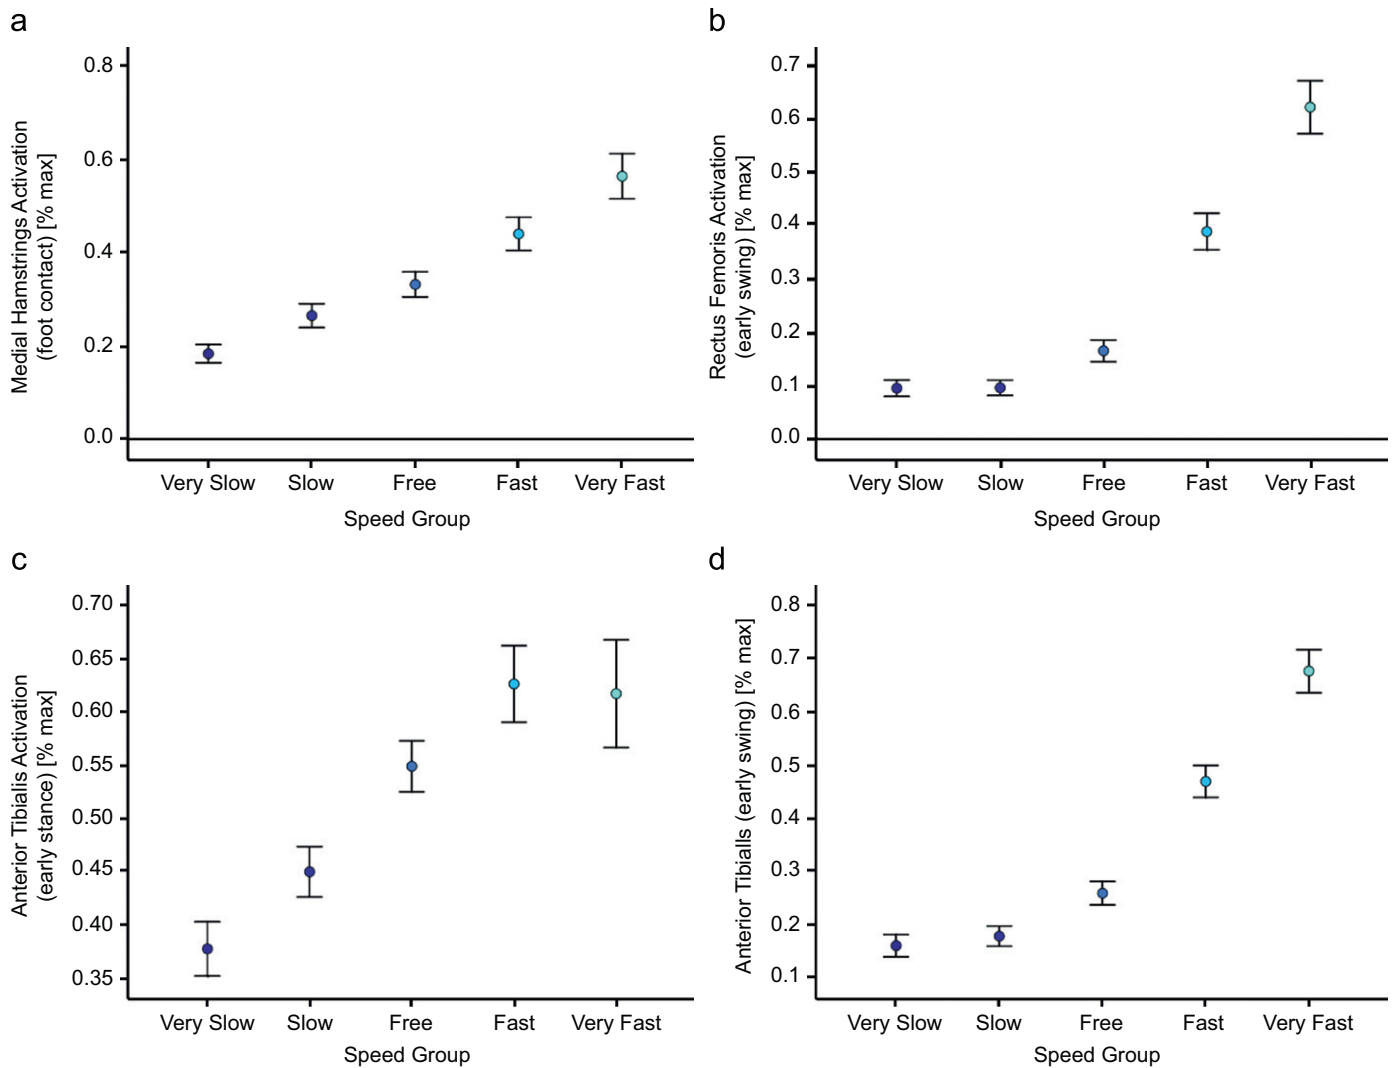 a
0.8
0.6
0.4
0.2
0.0
Medial Hamstrings Activation
(foot contact) [% max]
Very Slow Slow Free Fast Very Fast
Speed Group
b
0.7
0.6
0.5
0.4
0.3
0.2
0.1
0.0
Rectus Femoris Activation
(early swing) [% max]
Very Slow Slow Free Fast Very Fast
Speed Group
c
0.70
0.65
0.60
0.55
0.50
0.45
0.40
0.35
Anterior Tibialis Activation
(early stance) [% max]
Very Slow Slow Free Fast Very Fast
Speed Group
d
0.8
0.7
0.6
0.5
0.4
0.3
0.2
0.1
Anterior Tibialls (early swing) [% max]
Very Slow Slow Free Fast Very Fast
Speed Group